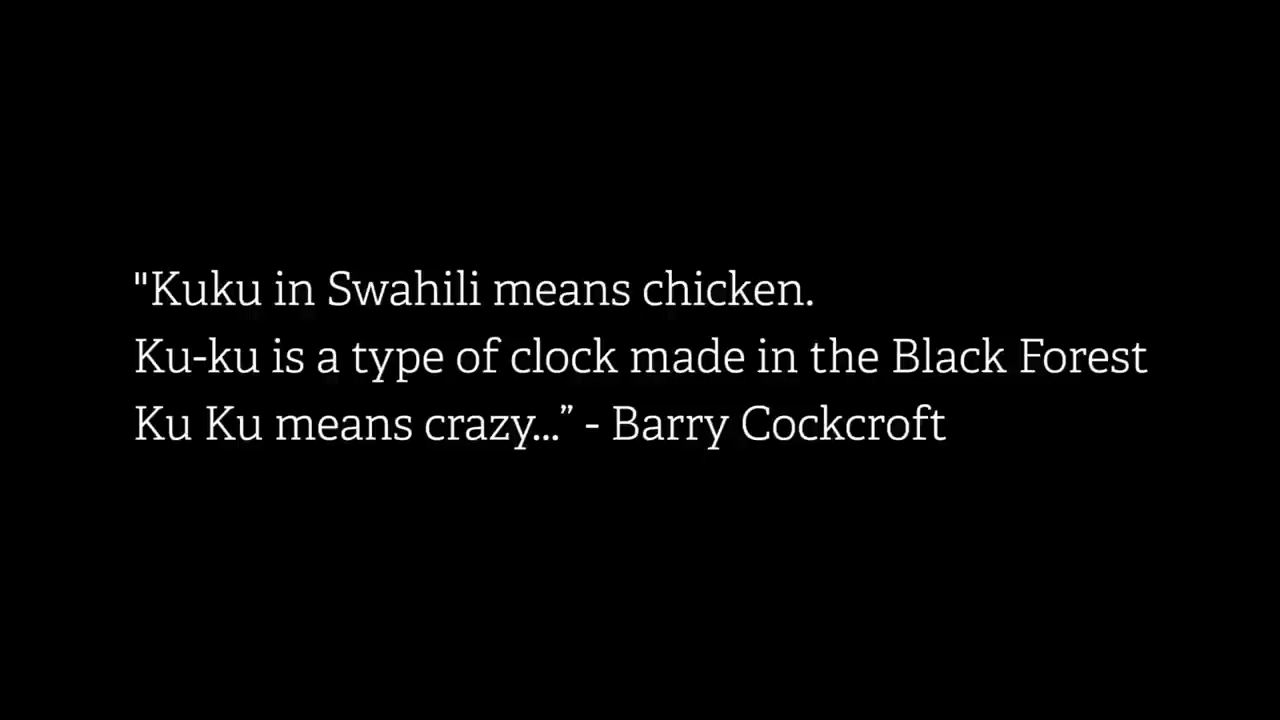 "Kuku in Swahili means chicken.
Ku-ku is a type of clock made in the Black Forest
Ku Ku means crazy...” - Barry Cockcroft